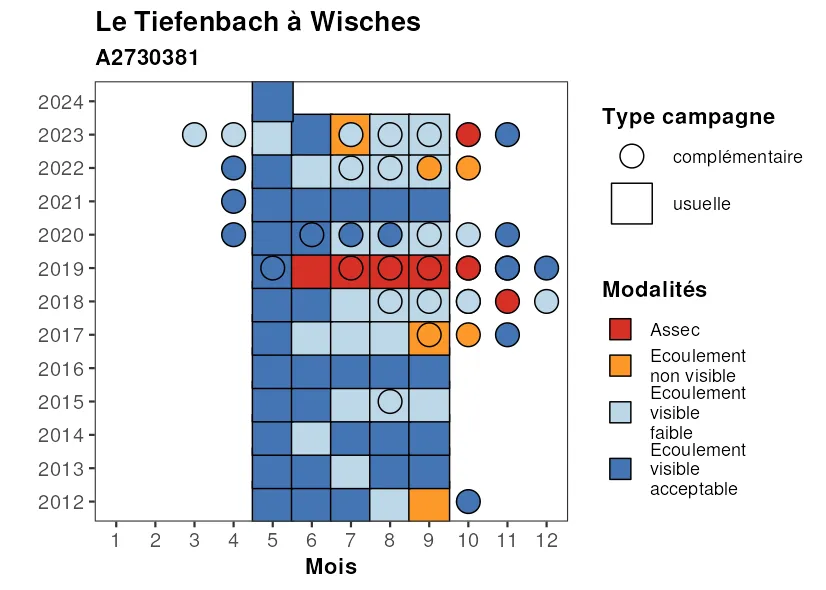 Le Tiefenbach à Wisches
A2730381
2024
2023
2022
2021
2020
2019
2018
2017
2016
2015
2014
2013
2012
1 2 3 4 5 6 7 8 9 10 11 12
Mois
Type campagne
complémentaire
usuelle
Modalités
Assec
Ecoulement
non visible
Ecoulement
visible
faible
Ecoulement
visible
acceptable